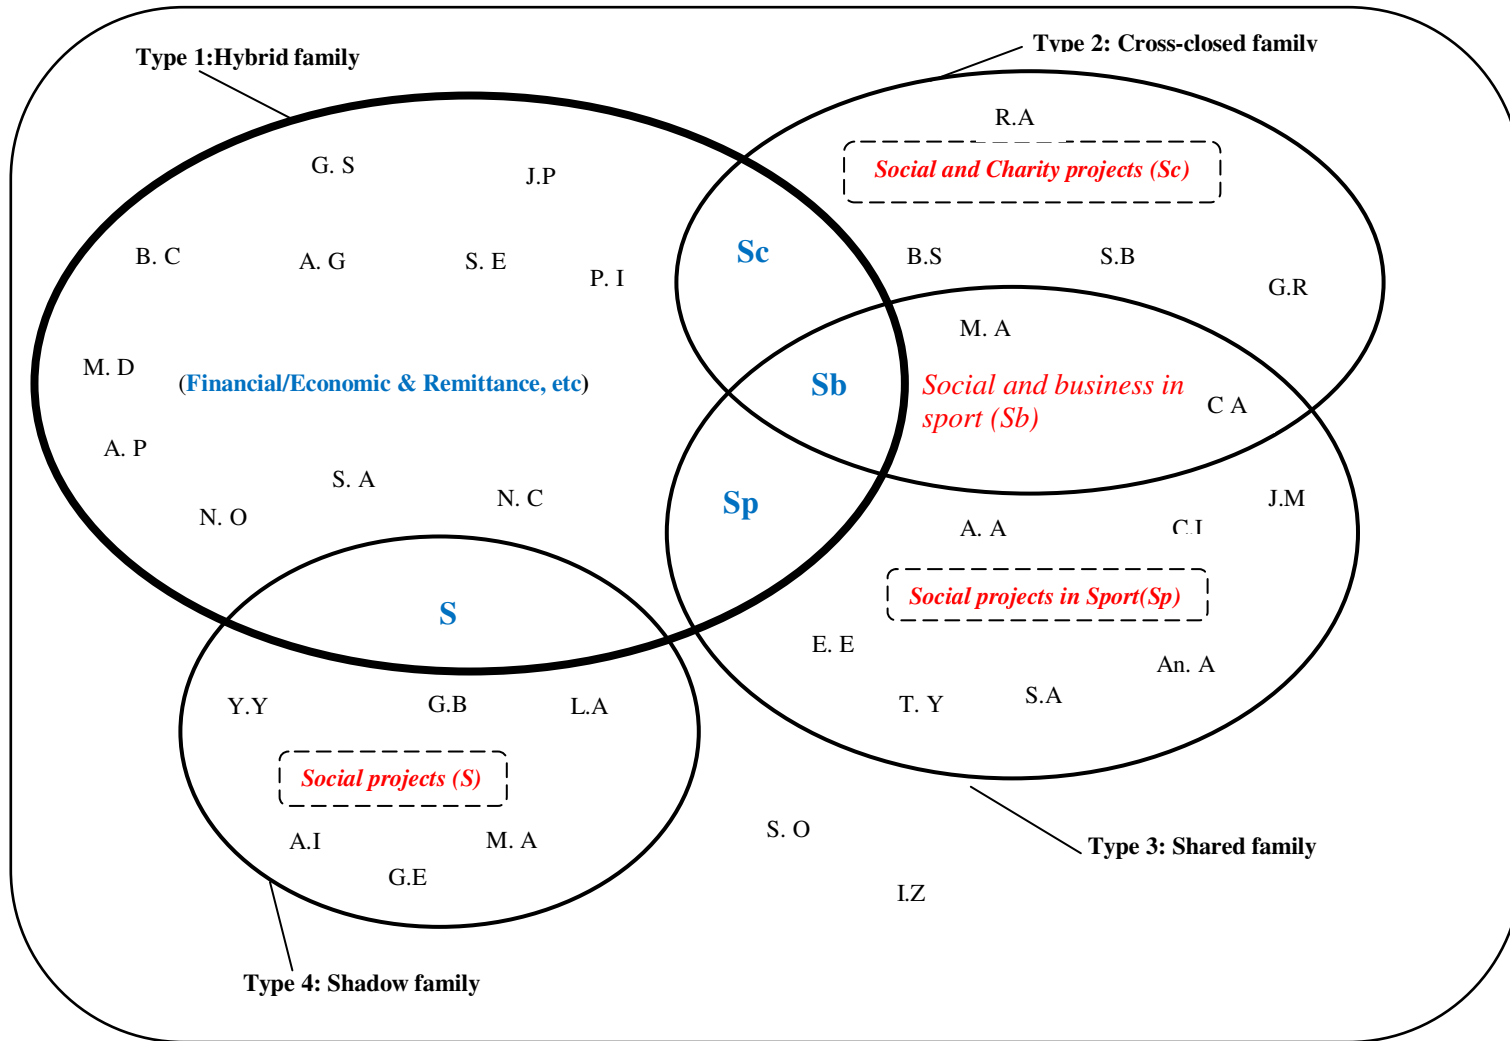 Type 1:Hybrid family
Type 2: Cross-closed family
R.A
G. S
J.P
Social and Charity projects (Sc)
B. C
A. G
S. E
P. I
Sc
B.S
S.B
G.R
M. A
M. D
(Financial/Economic & Remittance, etc)
Sb
Social and business in
sport (Sb)
C A
A. P
S. A
N. C
N. O
Sp
J.M
A. A
C.I
Social projects in Sport(Sp)
S
E. E
An. A
T. Y
S.A
Y.Y
G.B
L.A
Social projects (S)
A.I
M. A
G.E
S. O
Type 3: Shared family
I.Z
Type 4: Shadow family